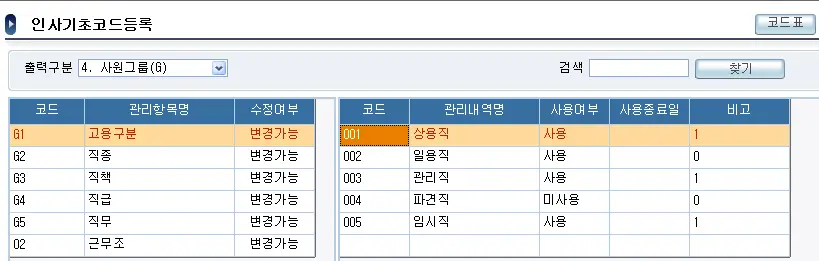 인사기초코드등록
코드표
출력구분 4. 사원그룹(G)
검색
찾기
코드 관리항목명 수정여부
G1 고용구분 변경가능
G2 직종 변경가능
G3 직책 변경가능
G4 직급 변경가능
G5 직무 변경가능
02 근무조 변경가능
코드 관리내역명 사용여부 사용종료일 비고
001 상용직 사용 1
002 일용직 사용 0
003 관리직 사용 1
004 파견직 미사용 0
005 임시직 사용 1